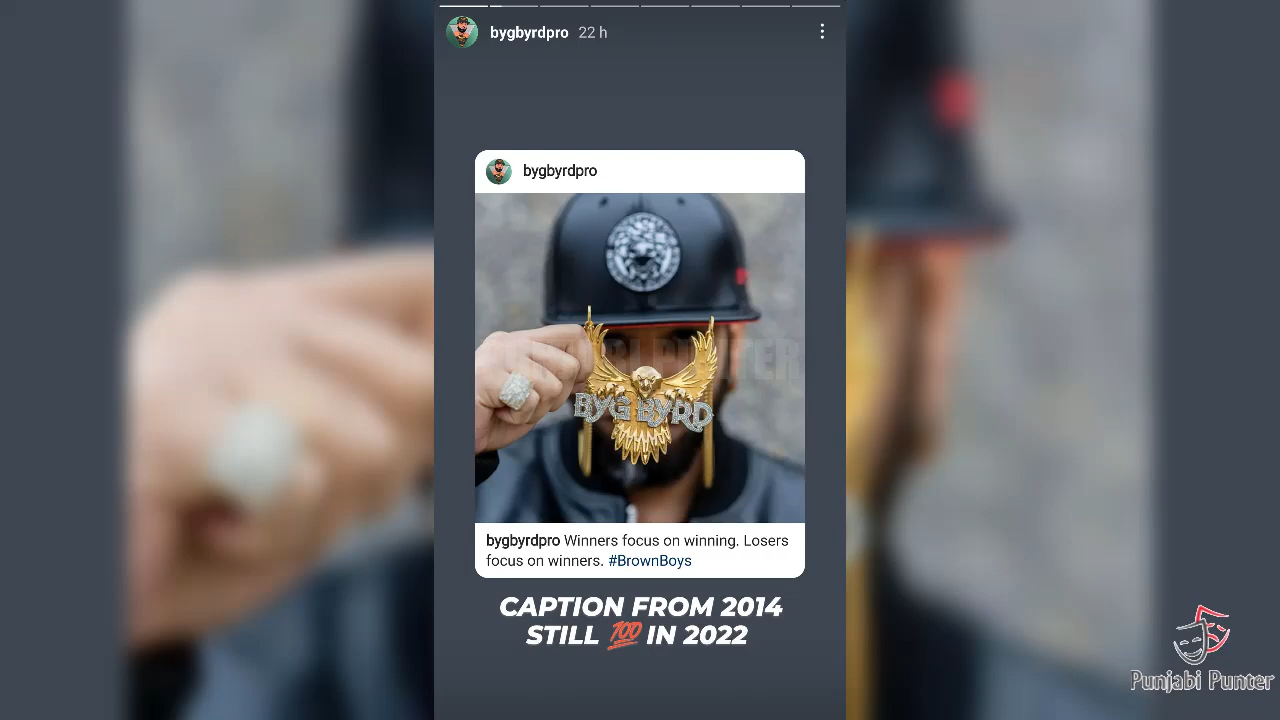 bygbyrdpro 22 h
bygbyrdpro
BYG BYRD
bygbyrdpro Winners focus on winning. Losers
focus on winners. #BrownBoys
CAPTION FROM 2014
STILL 💯 IN 2022
Punjabi Punter